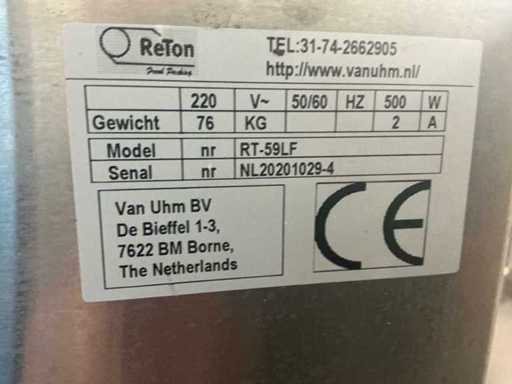 ReTon
Food Packing
TEL:31-74-2662905
http://www.vanuhm.nl/
220 V~ 50/60 HZ 500 W
Gewicht 76 KG 2 A
Model nr RT-59LF
Senal nr NL20201029-4
Van Uhm BV
De Bieffel 1-3,
7622 BM Borne,
The Netherlands
CE